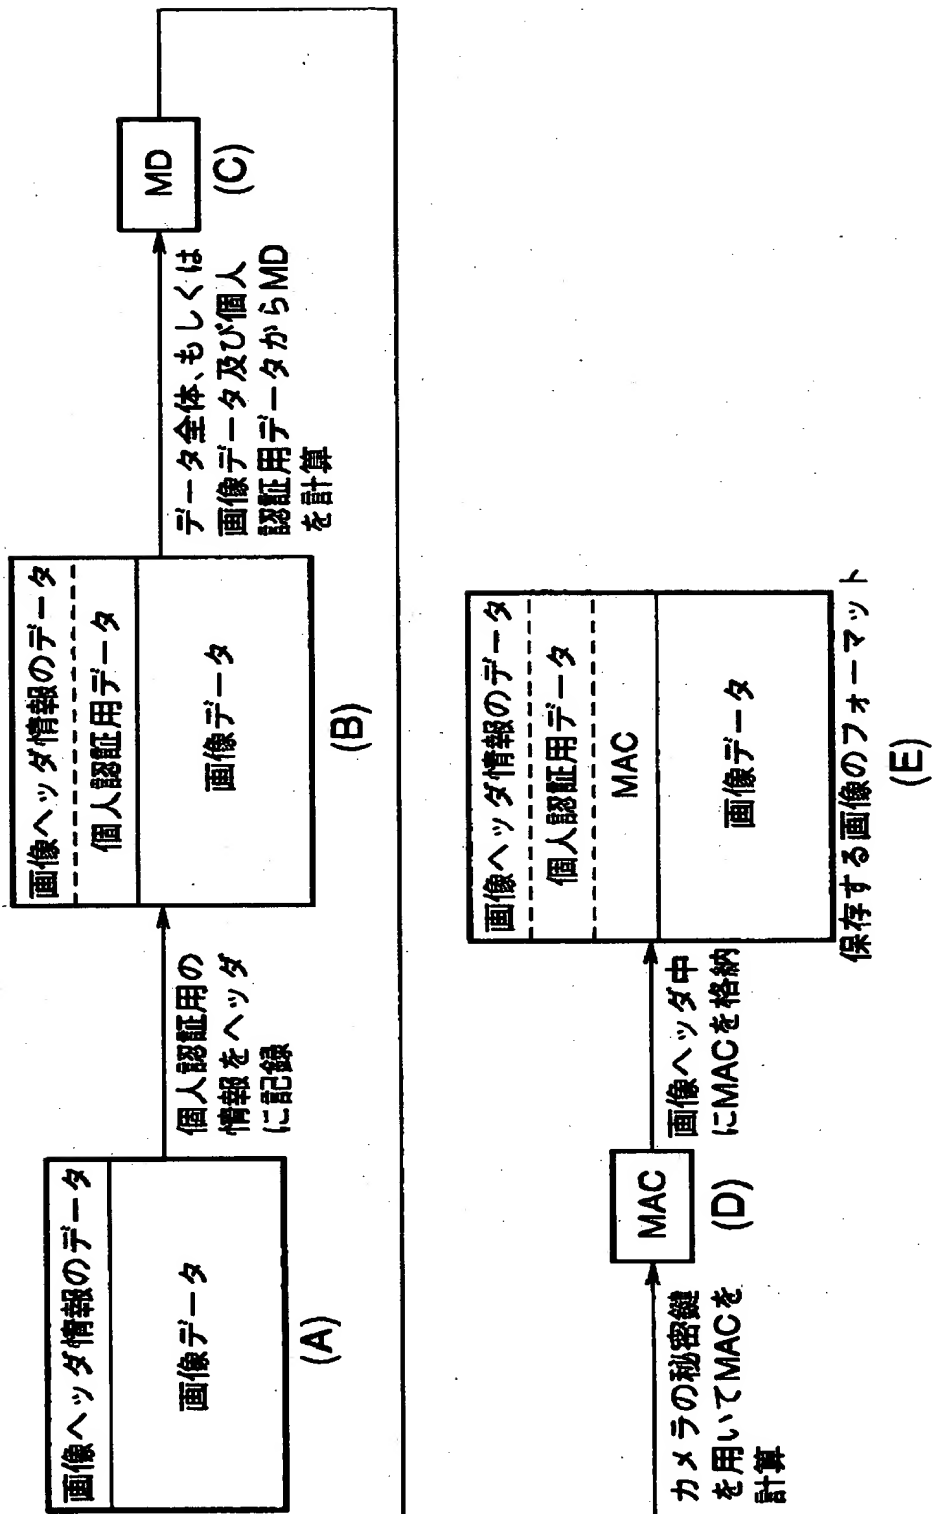 画像ヘッダ情報のデータ
画像データ
(A)
個人認証用の
情報をヘッダ
に記録
画像ヘッダ情報のデータ
個人認証用データ
画像データ
(B)
データ全体、もしくは
画像データ及び個人
認証用データからMD
を計算
MD
(C)
カメラの秘密鍵
を用いてMACを
計算
MAC
(D)
画像ヘッダ中
にMACを格納
画像ヘッダ情報のデータ
個人認証用データ
MAC
画像データ
保存する画像のフォーマット
(E)